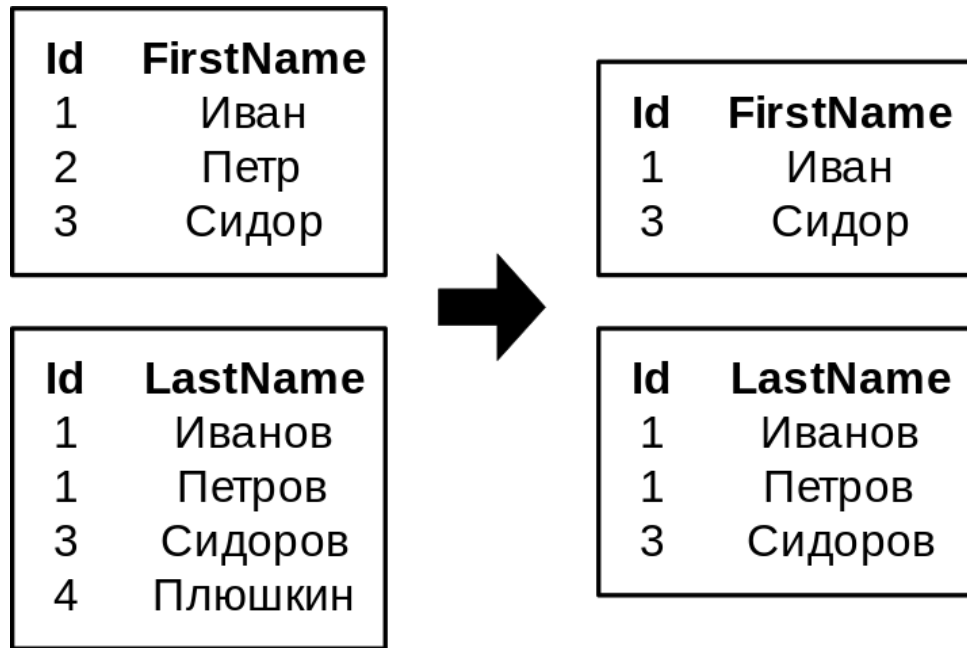 Id FirstName
1 Иван
2 Петр
3 Сидор
Id LastName
1 Иванов
1 Петров
3 Сидоров
4 Плюшкин
Id FirstName
1 Иван
3 Сидор
Id LastName
1 Иванов
1 Петров
3 Сидоров